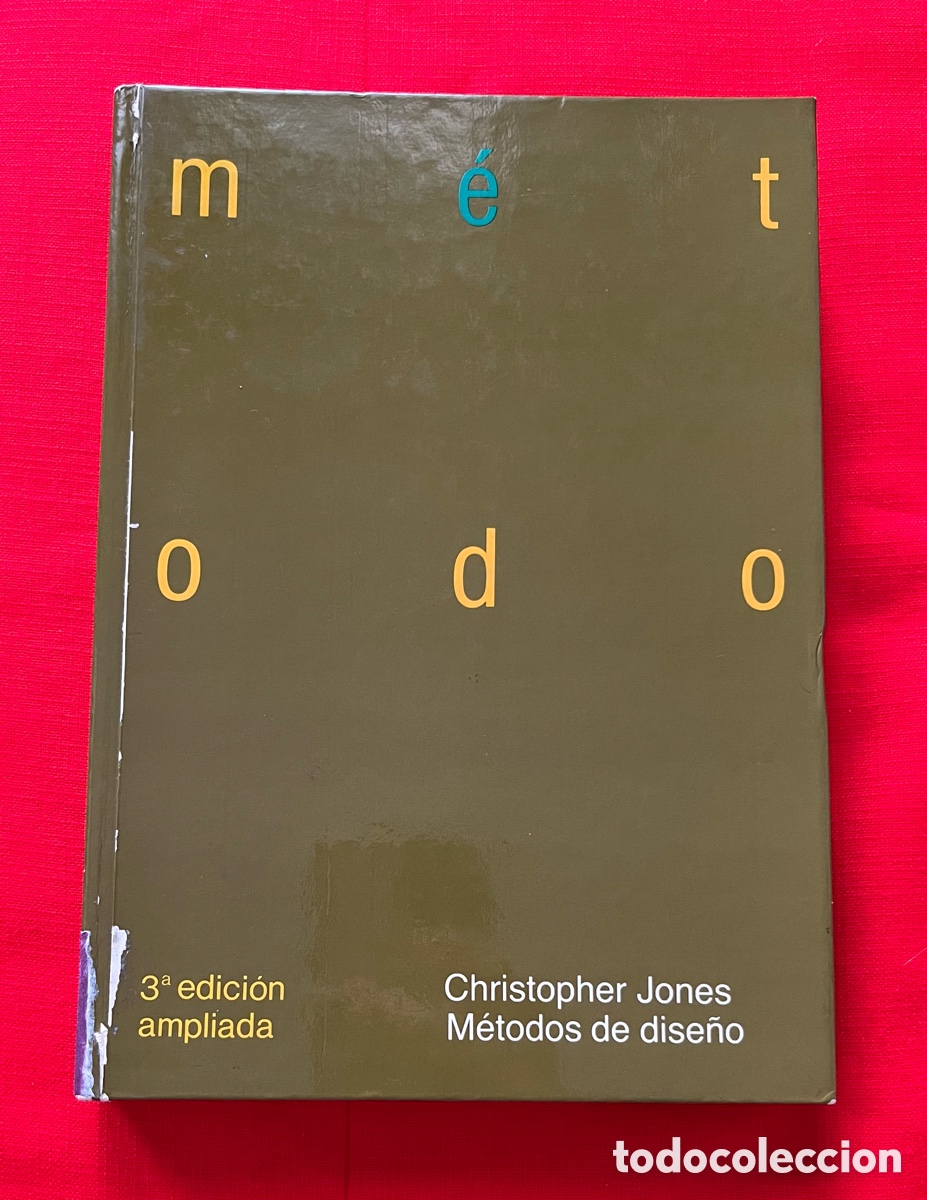 m é t
o d o
3ª edición
ampliada
Christopher Jones
Métodos de diseño
todocoleccion